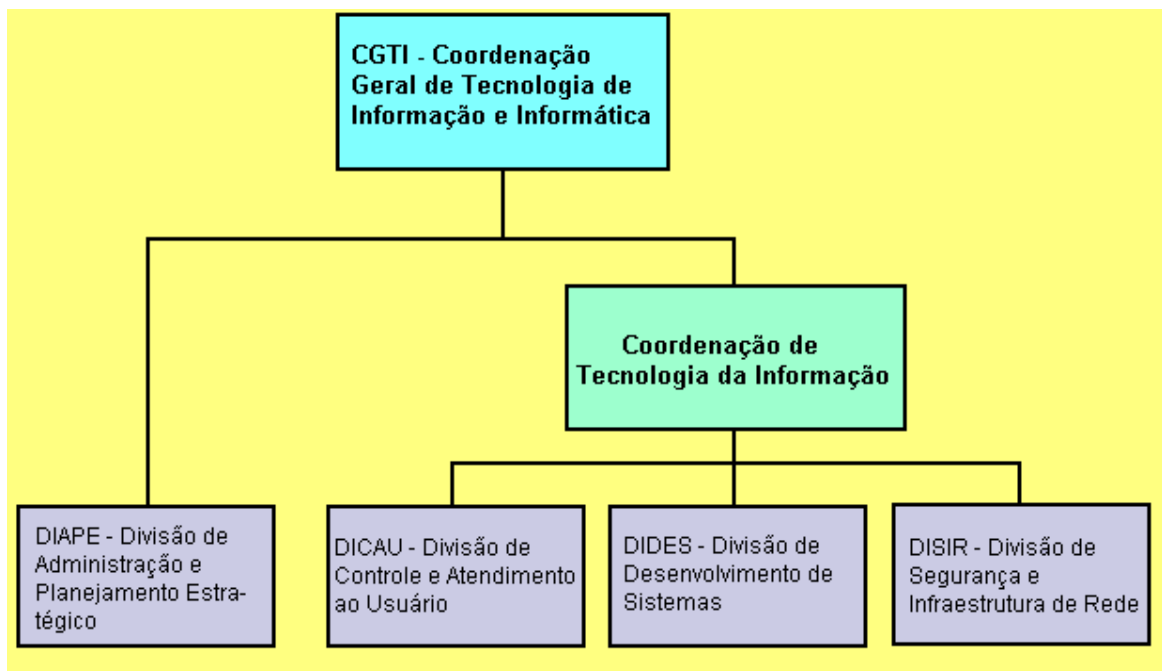 CGTI - Coordenação
Geral de Tecnologia de
Informação e Informática
Coordenação de
Tecnologia da Informação
DIAPE - Divisão de
Administração e
Planejamento Estra-
tégico
DICAU - Divisão de
Controle e Atendimento
ao Usuário
DIDES - Divisão de
Desenvolvimento de
Sistemas
DISIR - Divisão de
Segurança e
Infraestrutura de Rede